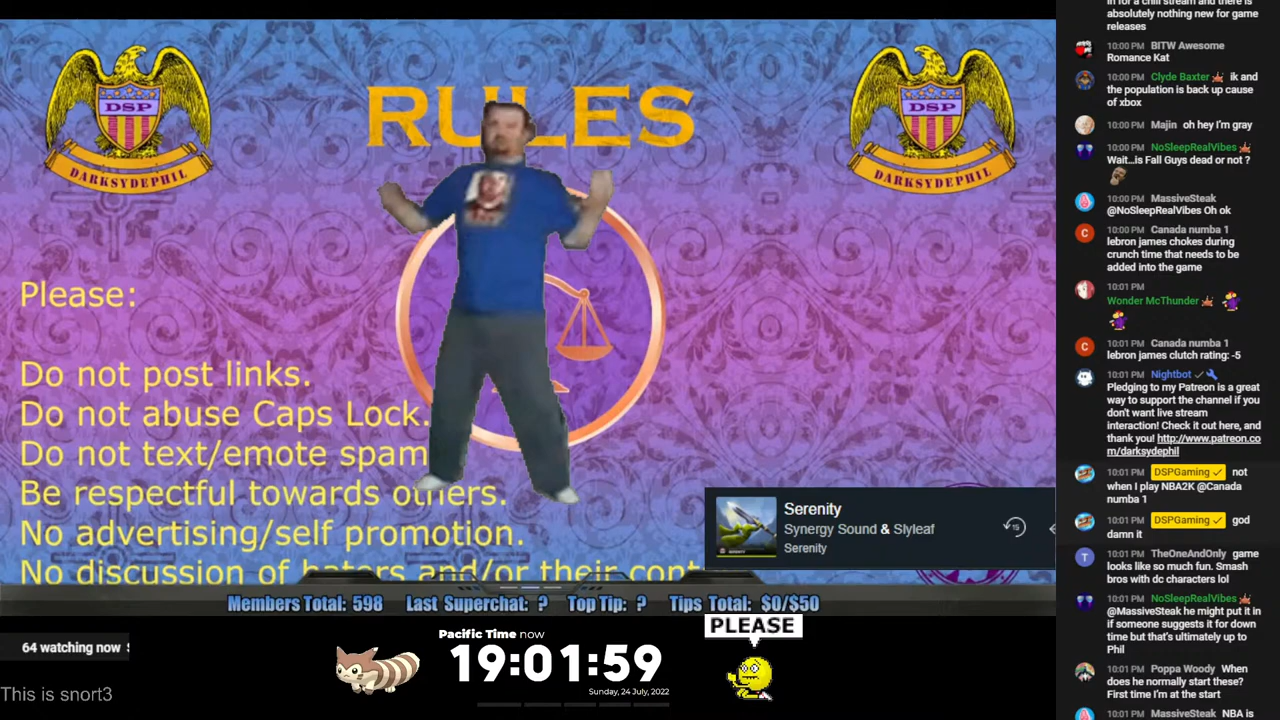 RULES
DSP
DARKSYDEPHIL
DSP
DARKSYDEPHIL
Please:
Do not post links.
Do not abuse Caps Lock.
Do not text/emote spam
Be respectful towards others.
No advertising/self promotion.
No discussion of haters and/or their cont
Serenity
Synergy Sound & Slyleaf
Serenity
15
Members Total: 598 Last Superchat: ? Top Tip: ? Tips Total: $0/$50
64 watching now
This is snort3
Pacific Time now
19:01:59
Sunday, 24 July, 2022
PLEASE
in for a chill stream and there is
absolutely nothing new for game
releases
10:00 PM BITW Awesome
Romance Kat
10:00 PM Clyde Baxter ik and
the population is back up cause
of xbox
10:00 PM Majin oh hey I'm gray
10:00 PM NoSleepRealVibes
Wait...is Fall Guys dead or not ?
10:00 PM MassiveSteak
@NoSleepRealVibes Oh ok
10:00 PM Canada numba 1
lebron james chokes during
crunch time that needs to be
added into the game
10:01 PM
Wonder McThunder
10:01 PM Canada numba 1
lebron james clutch rating: -5
10:01 PM Nightbot
Pledging to my Patreon is a great
way to support the channel if you
don't want live stream
interaction! Check it out here, and
thank you! http://www.patreon.co
m/darksydephil
10:01 PM DSPGaming not
when I play NBA2K @Canada
numba 1
10:01 PM DSPGaming god
damn it
10:01 PM TheOneAndOnly game
looks like so much fun. Smash
bros with dc characters lol
10:01 PM NoSleepRealVibes
@MassiveSteak he might put it in
if someone suggests it for down
time but that's ultimately up to
Phil
10:01 PM Poppa Woody When
does he normally start these?
First time I'm at the start
10:01 PM MassiveSteak NBA is